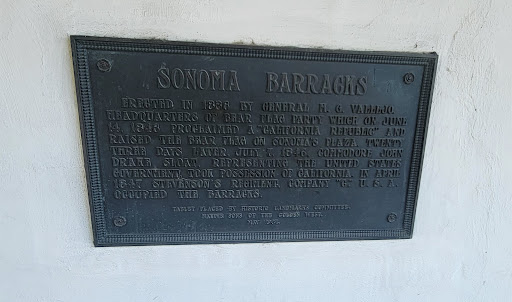 SONOMA BARRACKS
ERECTED IN 1836 BY GENERAL M. G. VALLEJO.
HEADQUARTERS OF BEAR FLAG PARTY WHICH ON JUNE
14, 1846 PROCLAIMED A "CALIFORNIA REPUBLIC" AND
RAISED THE BEAR FLAG ON SONOMA'S PLAZA. TWENTY
THREE DAYS LATER, JULY 7, 1846, COMMODORE JOHN
DRAKE SLOAT, REPRESENTING THE UNITED STATES
GOVERNMENT, TOOK POSSESSION OF CALIFORNIA. IN APRIL
1847 STEVENSON'S REGIMENT, COMPANY "C" U. S. A.
OCCUPIED THE BARRACKS.
TABLET PLACED BY HISTORIC LANDMARKS COMMITTEE,
NATIVE SONS OF THE GOLDEN WEST.